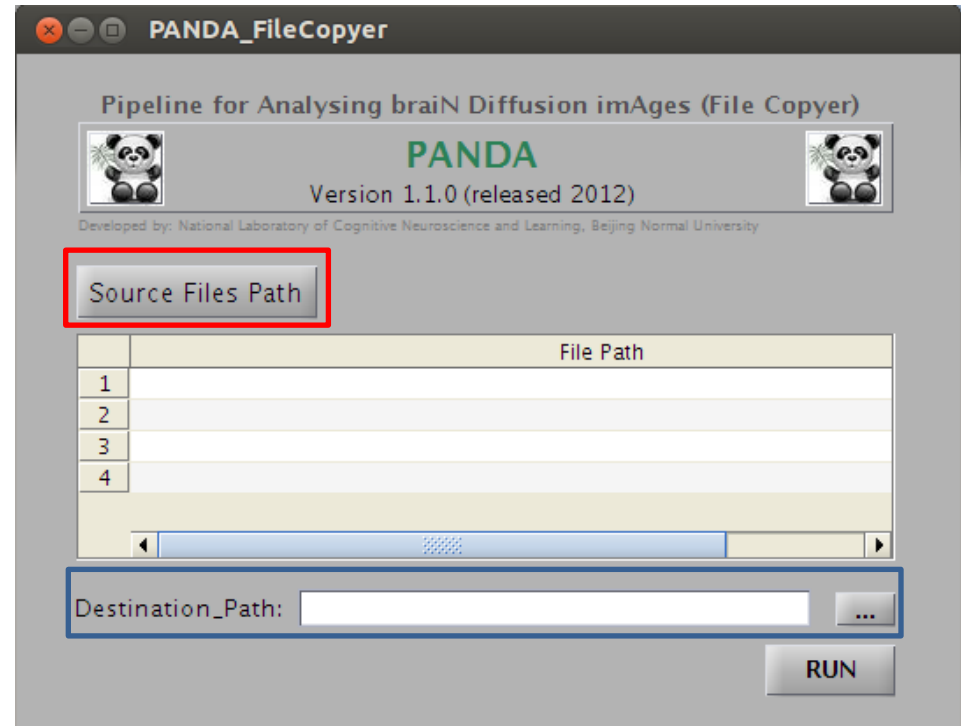 PANDA_FileCopyer
Pipeline for Analysing braiN Diffusion imAges (File Copyer)
PANDA
Version 1.1.0 (released 2012)
Developed by: National Laboratory of Cognitive Neuroscience and Learning, Beijing Normal University
Source Files Path
File Path
1
2
3
4
Destination_Path: ...
RUN